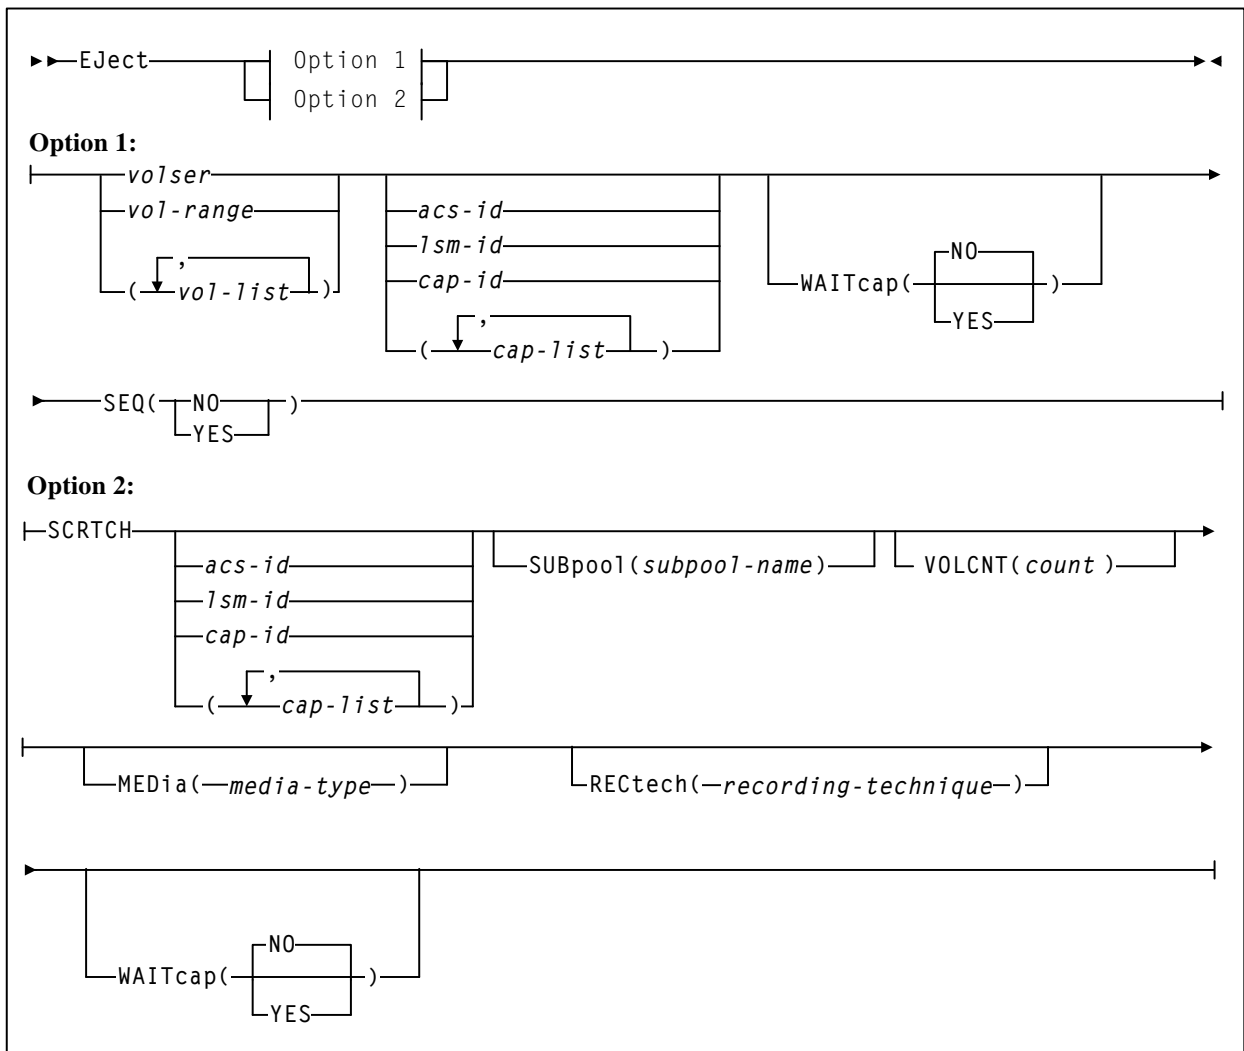 EJect
Option 1
Option 2
Option 1:
volser
vol-range
,
( vol-list )
acs-id
lsm-id
cap-id
,
( cap-list )
WAITcap( NO )
YES
SEQ( NO )
YES
Option 2:
SCRTCH
acs-id
lsm-id
cap-id
,
( cap-list )
SUBpool(subpool-name)
VOLCNT(count )
MEDia( media-type )
RECtech( recording-technique )
NO
WAITcap( )
YES